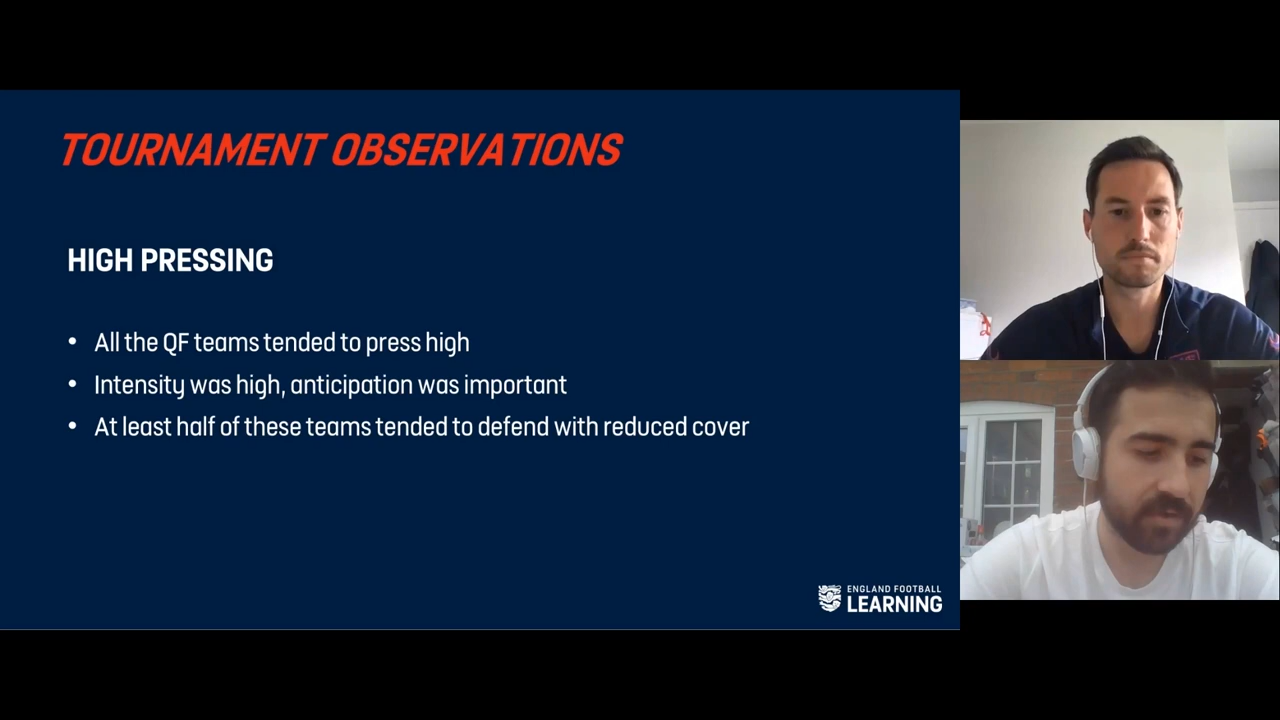 TOURNAMENT OBSERVATIONS
HIGH PRESSING
• All the QF teams tended to press high
• Intensity was high, anticipation was important
• At least half of these teams tended to defend with reduced cover
ENGLAND FOOTBALL
LEARNING